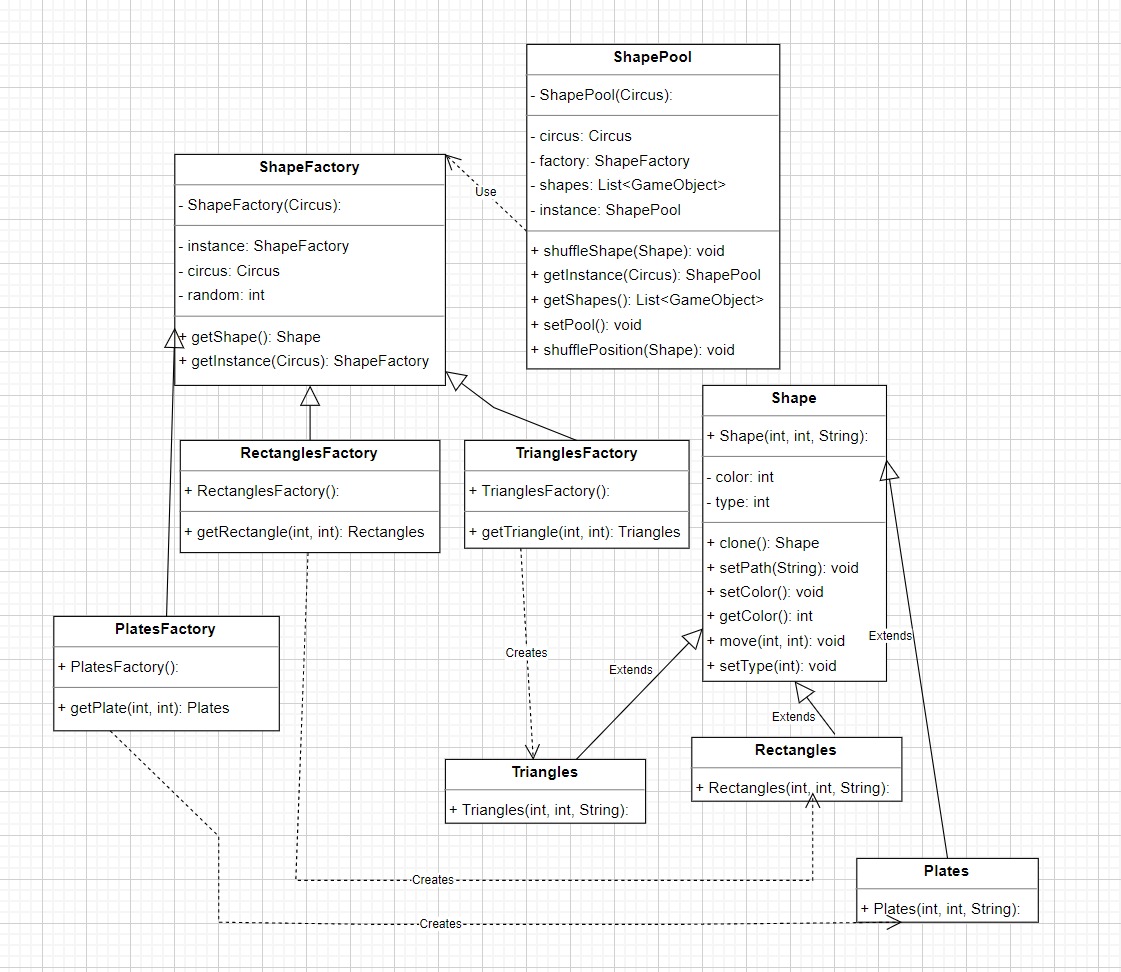 ShapePool
- ShapePool(Circus):
- circus: Circus
- factory: ShapeFactory
- shapes: List<GameObject>
- instance: ShapePool
+ shuffleShape(Shape): void
+ getInstance(Circus): ShapePool
+ getShapes(): List<GameObject>
+ setPool(): void
+ shufflePosition(Shape): void
Use
ShapeFactory
- ShapeFactory(Circus):
- instance: ShapeFactory
- circus: Circus
- random: int
+ getShape(): Shape
+ getInstance(Circus): ShapeFactory
RectanglesFactory
+ RectanglesFactory():
+ getRectangle(int, int): Rectangles
TrianglesFactory
+ TrianglesFactory():
+ getTriangle(int, int): Triangles
Shape
+ Shape(int, int, String):
- color: int
- type: int
+ clone(): Shape
+ setPath(String): void
+ setColor(): void
+ getColor(): int
+ move(int, int): void
+ setType(int): void
PlatesFactory
+ PlatesFactory():
+ getPlate(int, int): Plates
Creates
Extends
Extends
Extends
Triangles
+ Triangles(int, int, String):
Rectangles
+ Rectangles(int, int, String):
Plates
+ Plates(int, int, String):
Creates
Creates